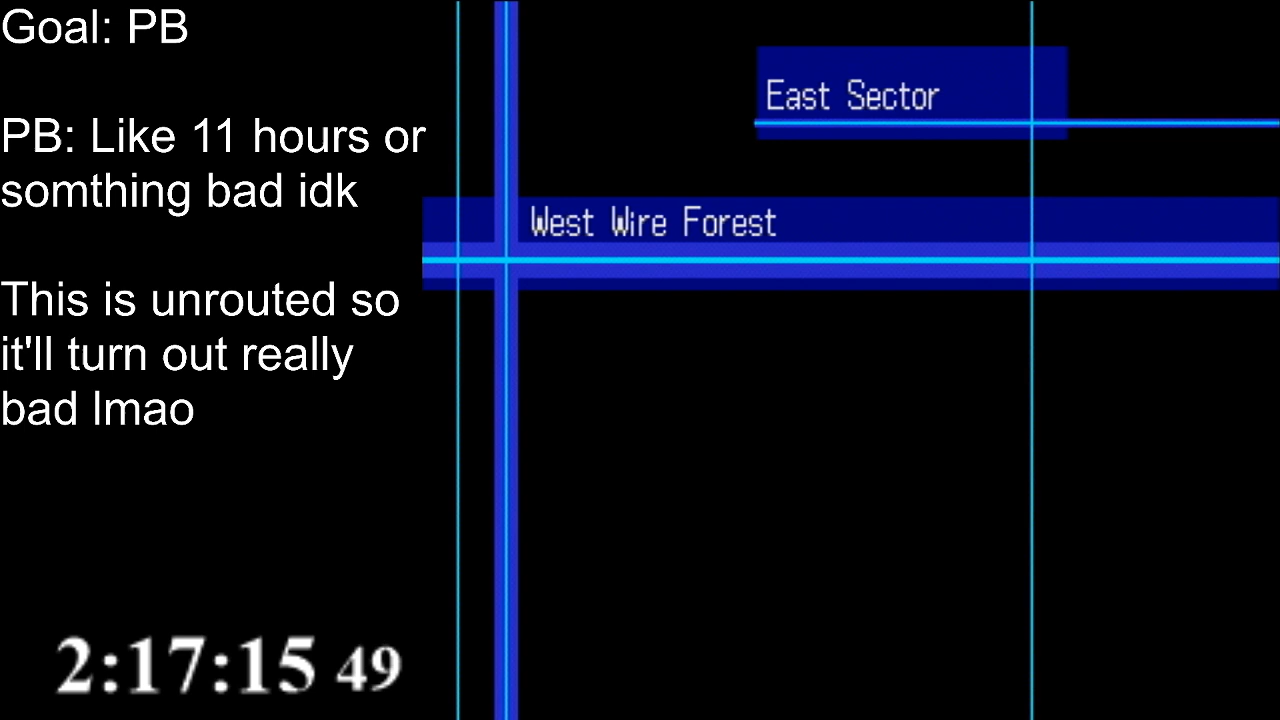 Goal: PB
PB: Like 11 hours or
somthing bad idk
This is unrouted so
it'll turn out really
bad lmao
East Sector
West Wire Forest
2:17:15 49